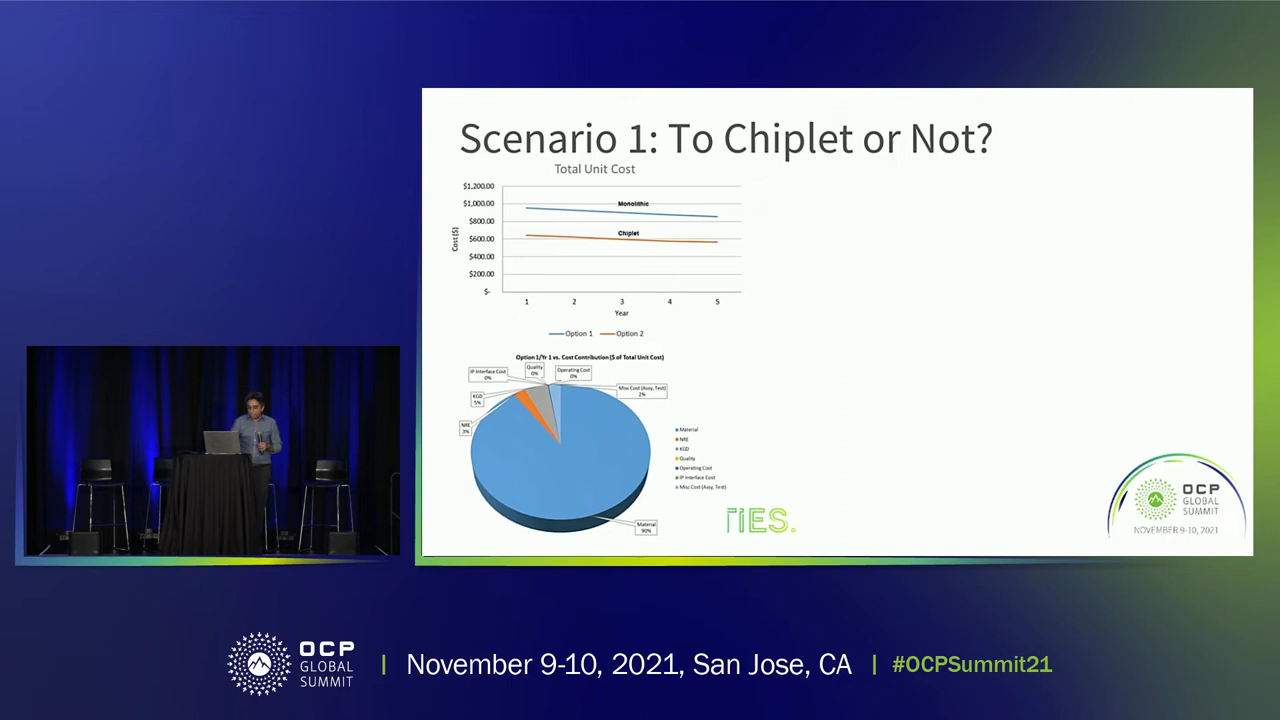 Scenario 1: To Chiplet or Not?
Total Unit Cost
$1,200.00
$1,000.00
$800.00
$600.00
$400.00
$200.00
$-
Cost ($)
Monolithic
Chiplet
1 2 3 4 5
Year
Option 1 Option 2
Option 1/Yr 1 vs. Cost Contribution ($ of Total Unit Cost)
IP Interface Cost
0%
Quality
0%
Operating Cost
0%
Misc Cost (Assy, Test)
2%
KGD
5%
NRE
3%
Material
90%
Material
NRE
KGD
Quality
Operating Cost
IP Interface Cost
Misc Cost (Assy, Test)
TIES.
OCP
GLOBAL
SUMMIT
NOVEMBER 9-10, 2021
OCP
GLOBAL
SUMMIT
| November 9-10, 2021, San Jose, CA | #OCPSummit21